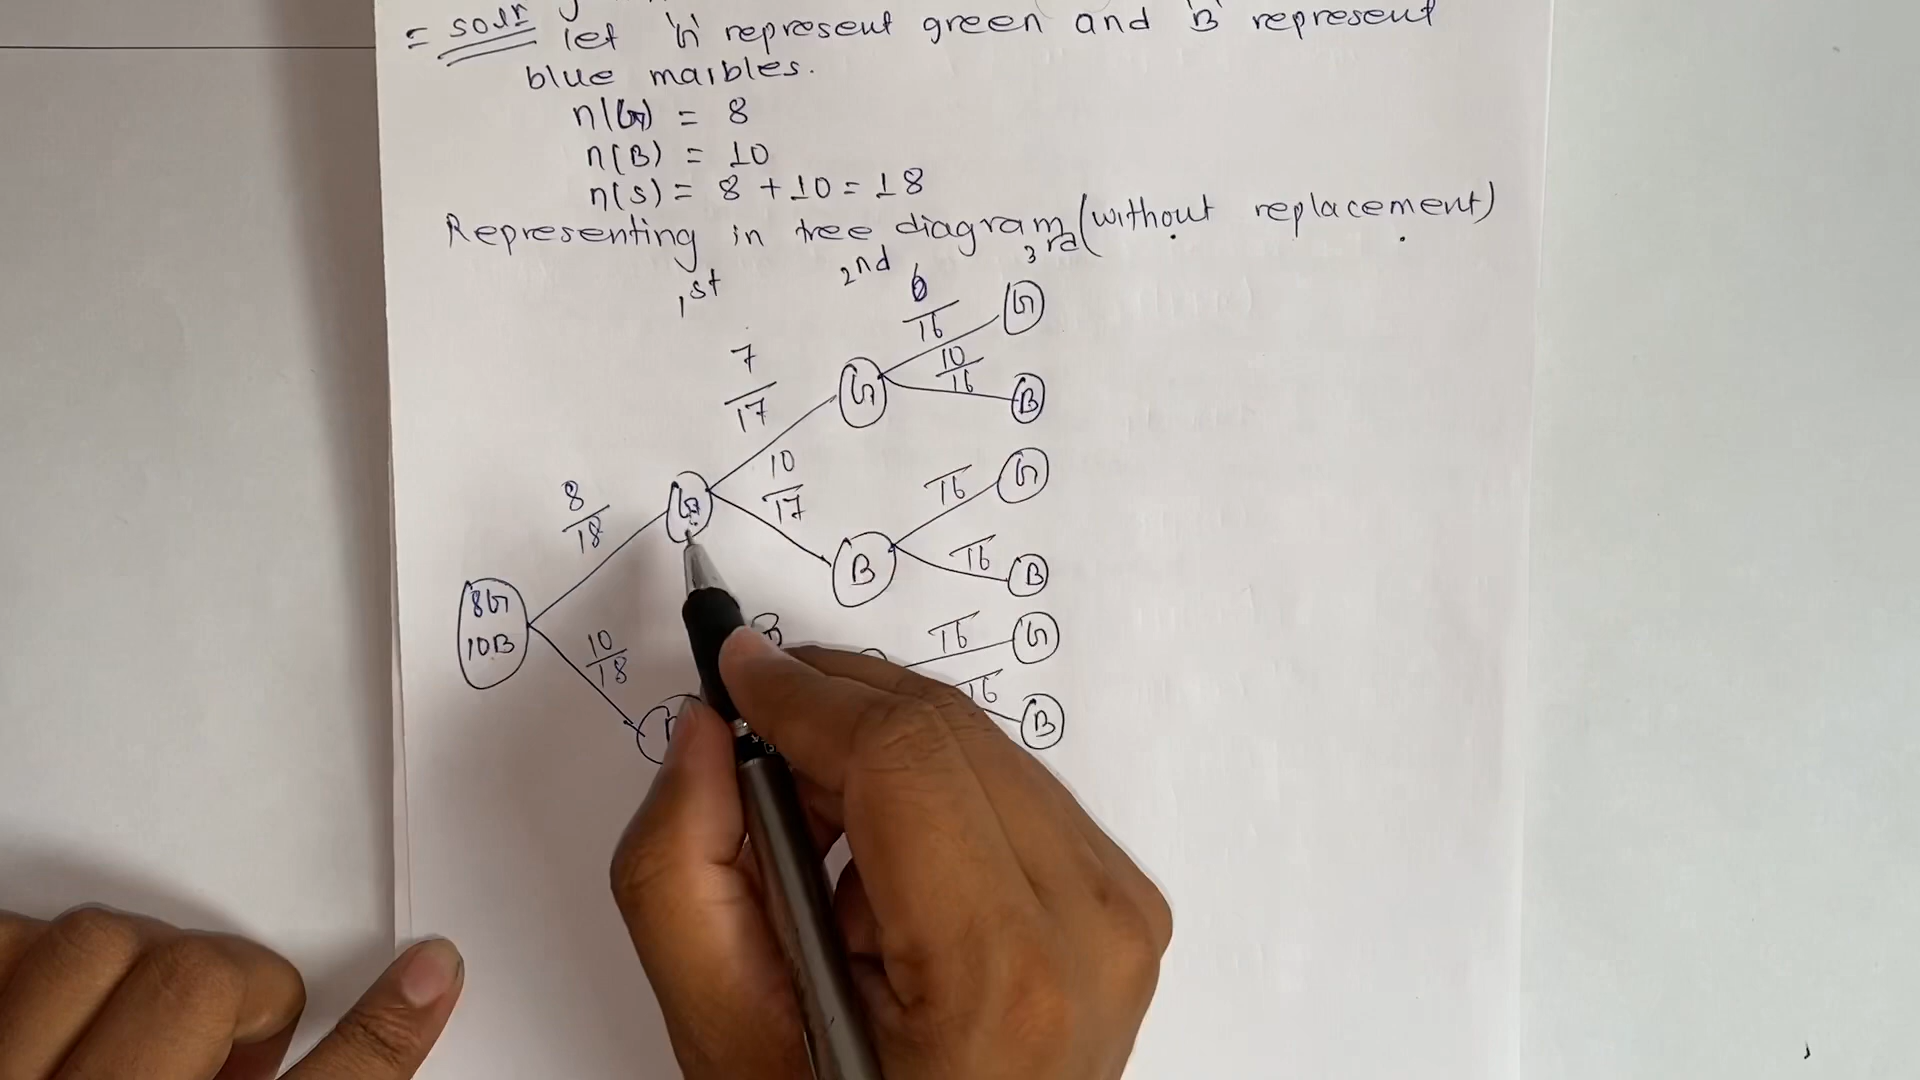 = soln let 'G' represent green and 'B' represent
blue marbles.
n(G) = 8
n(B) = 10
n(S) = 8 + 10 = 18
Representing in tree diagram (without replacement)
1st 2nd 3rd
6/16 G
7/17 G
10/16 B
8/18 G
10/17 B
16 G
16 B
8G
10B
10/18
16 G
16 B